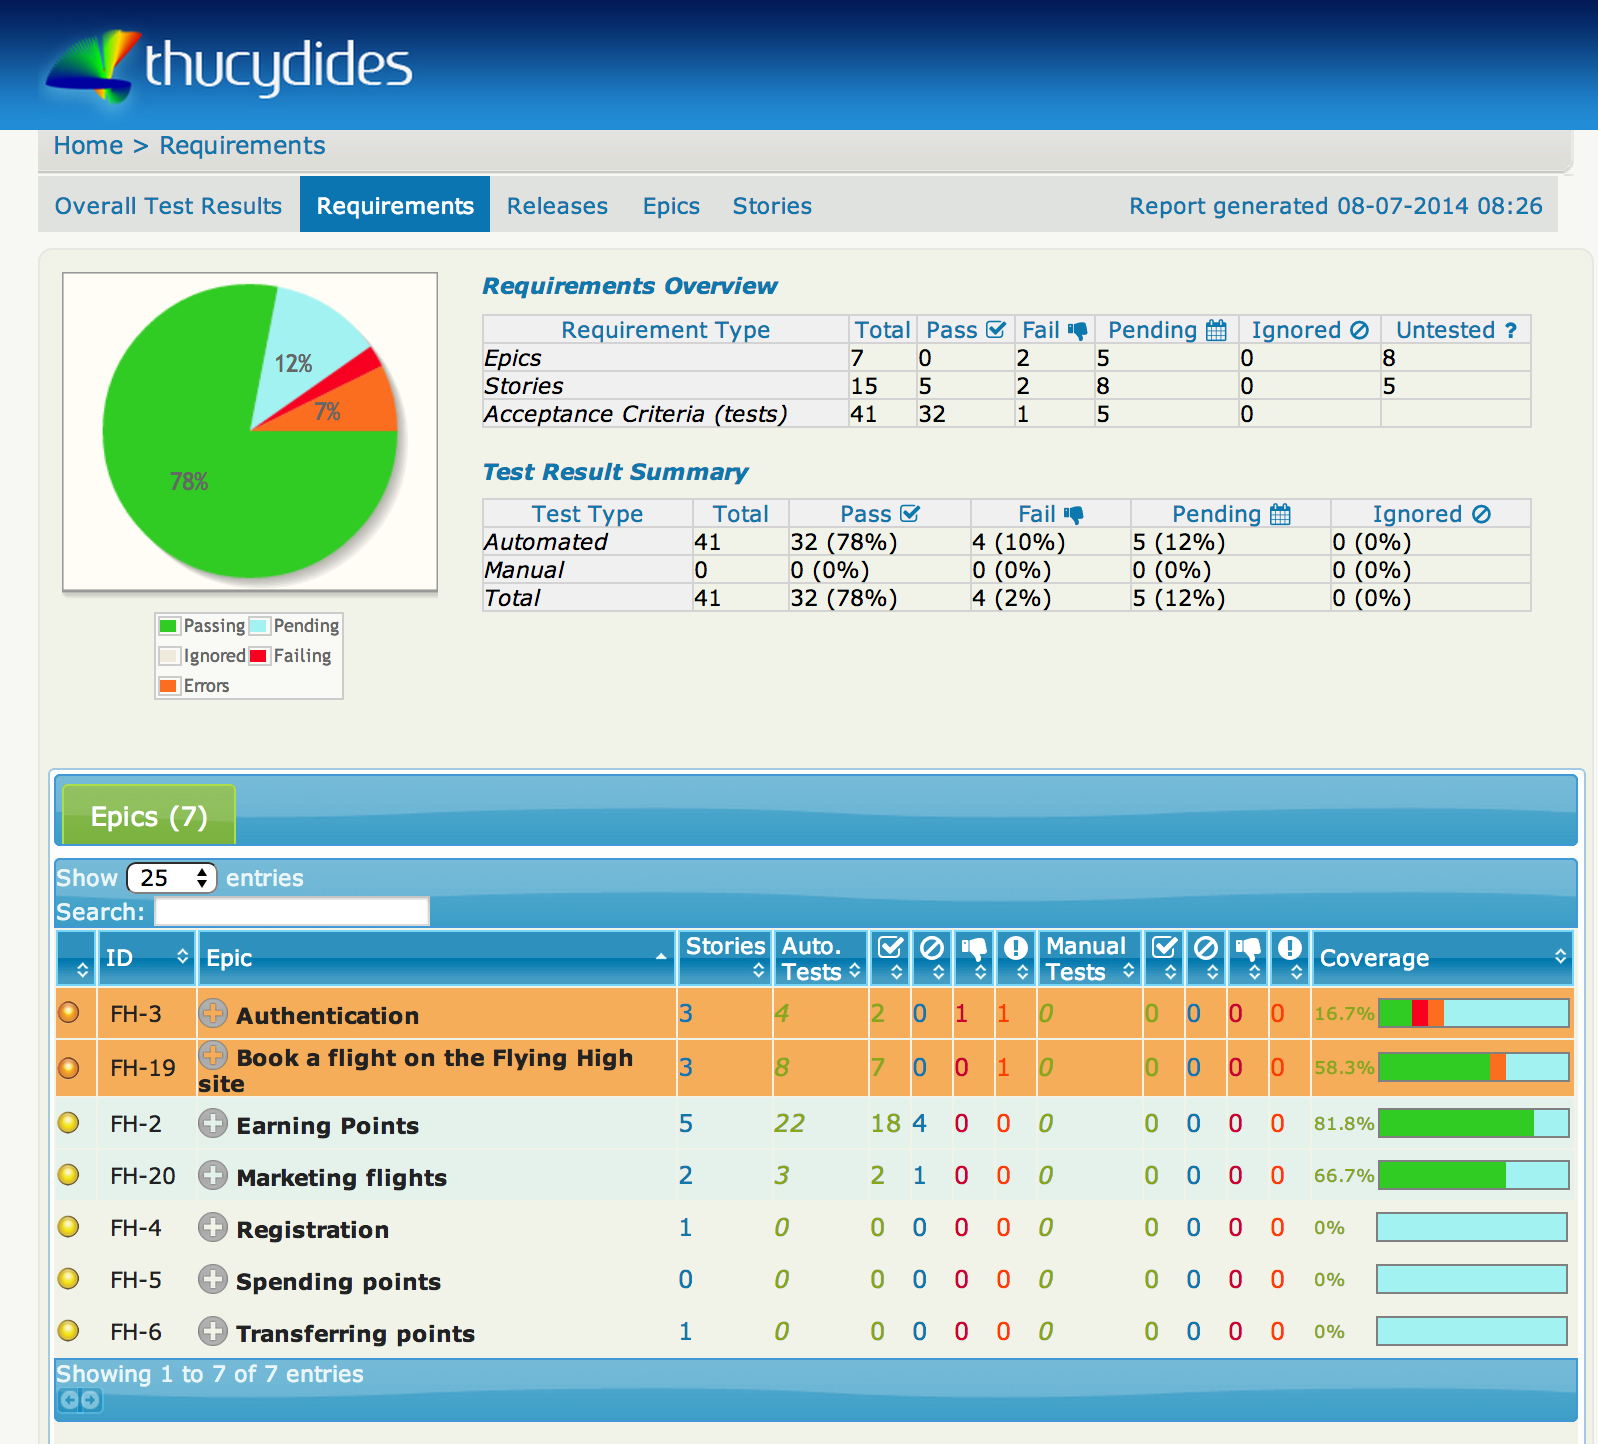 thucydides
Home > Requirements
Overall Test Results Requirements Releases Epics Stories Report generated 08-07-2014 08:26
12%
7%
78%
Passing Pending
Ignored Failing
Errors
Requirements Overview
Requirement Type Total Pass Fail Pending Ignored Untested ?
Epics 7 0 2 5 0 8
Stories 15 5 2 8 0 5
Acceptance Criteria (tests) 41 32 1 5 0
Test Result Summary
Test Type Total Pass Fail Pending Ignored
Automated 41 32 (78%) 4 (10%) 5 (12%) 0 (0%)
Manual 0 0 (0%) 0 (0%) 0 (0%) 0 (0%)
Total 41 32 (78%) 4 (2%) 5 (12%) 0 (0%)
Epics (7)
Show 25 entries
Search:
ID Epic Stories Auto. Tests Manual Tests Coverage
FH-3 Authentication 3 4 2 0 1 1 0 0 0 0 0 16.7%
FH-19 Book a flight on the Flying High site 3 8 7 0 0 1 0 0 0 0 0 58.3%
FH-2 Earning Points 5 22 18 4 0 0 0 0 0 0 0 81.8%
FH-20 Marketing flights 2 3 2 1 0 0 0 0 0 0 0 66.7%
FH-4 Registration 1 0 0 0 0 0 0 0 0 0 0 0%
FH-5 Spending points 0 0 0 0 0 0 0 0 0 0 0 0%
FH-6 Transferring points 1 0 0 0 0 0 0 0 0 0 0 0%
Showing 1 to 7 of 7 entries